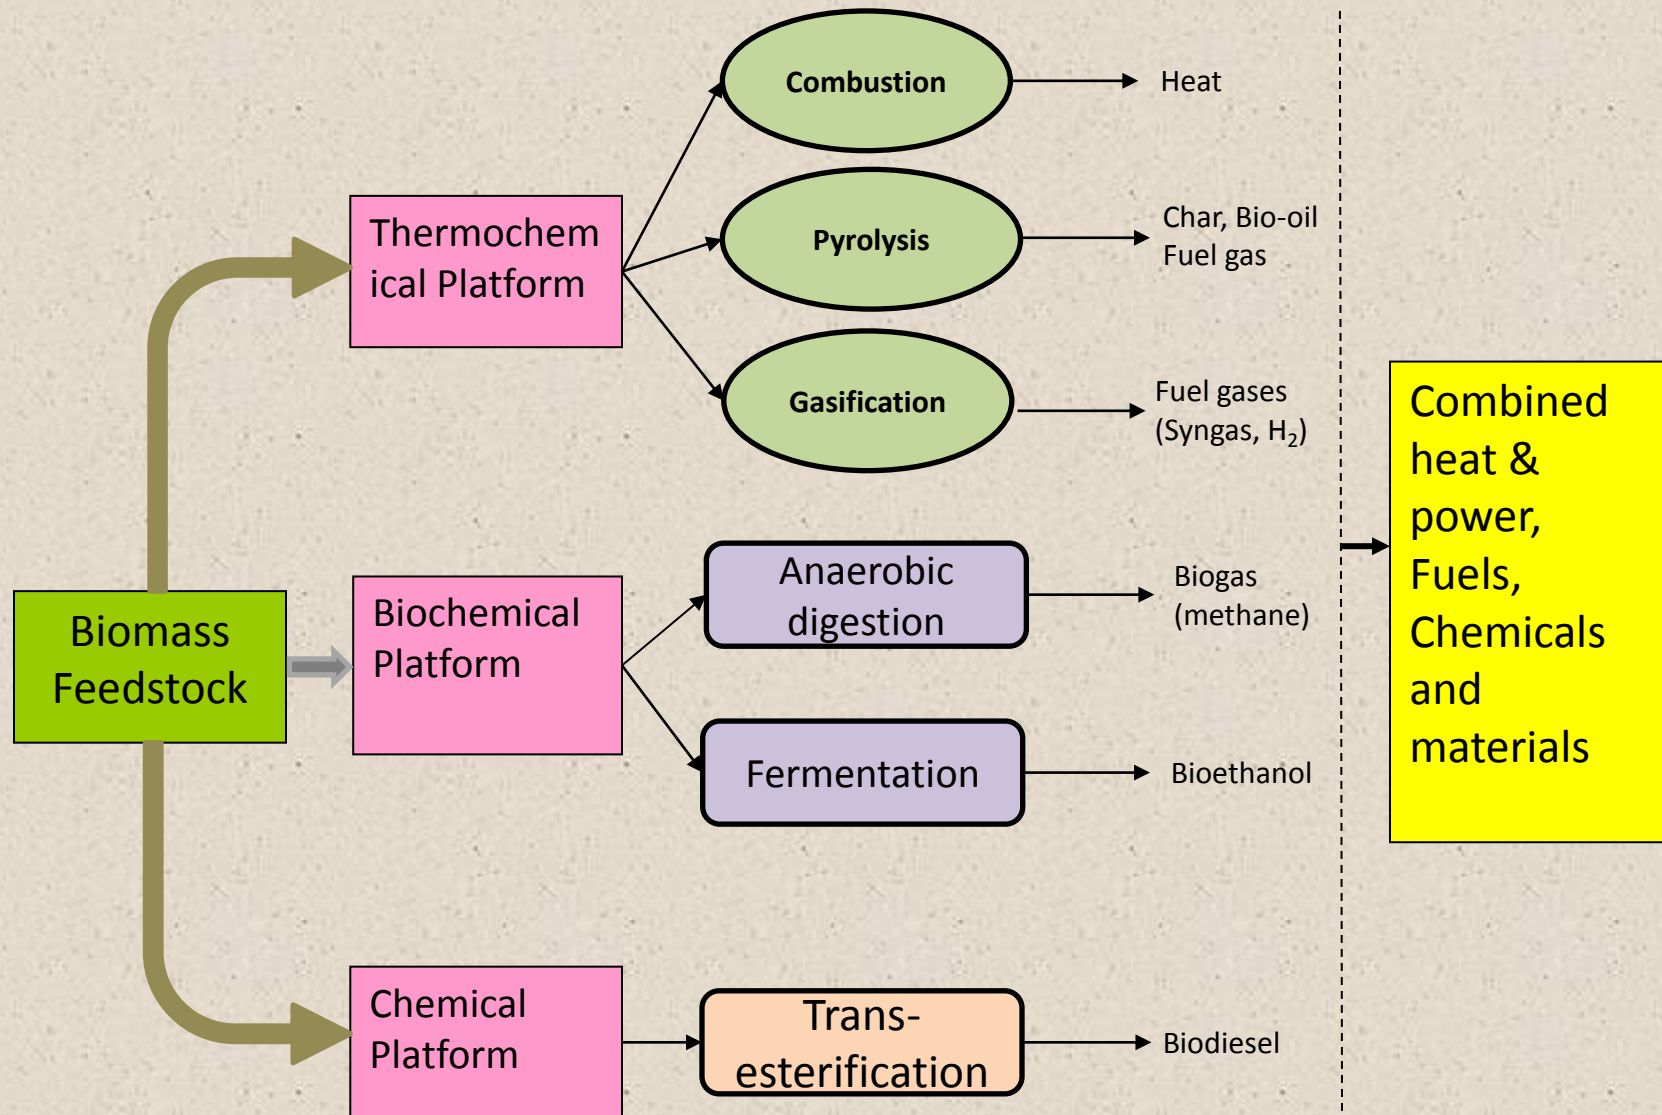 Combustion
Heat
Thermochem
ical Platform
Pyrolysis
Char, Bio-oil
Fuel gas
Gasification
Fuel gases
(Syngas, H₂)
Biomass
Feedstock
Biochemical
Platform
Anaerobic
digestion
Biogas
(methane)
Fermentation
Bioethanol
Chemical
Platform
Trans-
esterification
Biodiesel
Combined
heat &
power,
Fuels,
Chemicals
and
materials